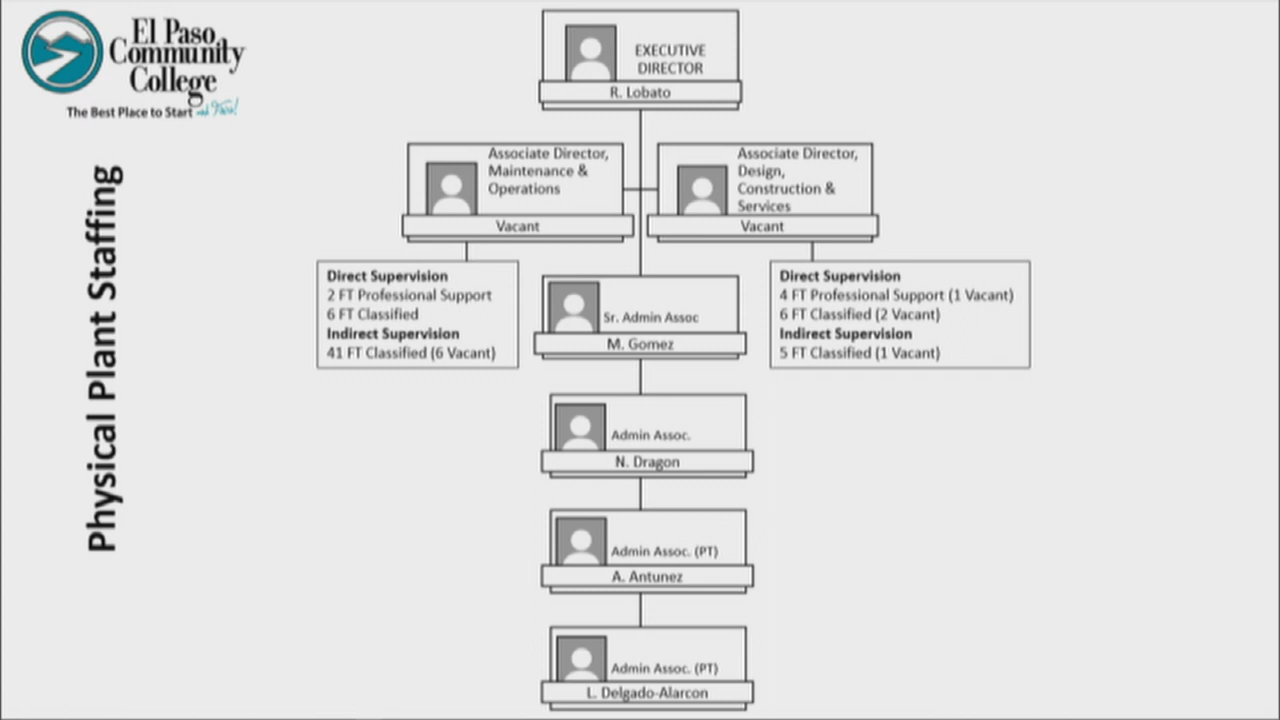 El Paso
Community
College
The Best Place to Start and Finish!
Physical Plant Staffing
EXECUTIVE
DIRECTOR
R. Lobato
Associate Director,
Maintenance &
Operations
Vacant
Associate Director,
Design,
Construction &
Services
Vacant
Direct Supervision
2 FT Professional Support
6 FT Classified
Indirect Supervision
41 FT Classified (6 Vacant)
Direct Supervision
4 FT Professional Support (1 Vacant)
6 FT Classified (2 Vacant)
Indirect Supervision
5 FT Classified (1 Vacant)
Sr. Admin Assoc
M. Gomez
Admin Assoc.
N. Dragon
Admin Assoc. (PT)
A. Antunez
Admin Assoc. (PT)
L. Delgado-Alarcon